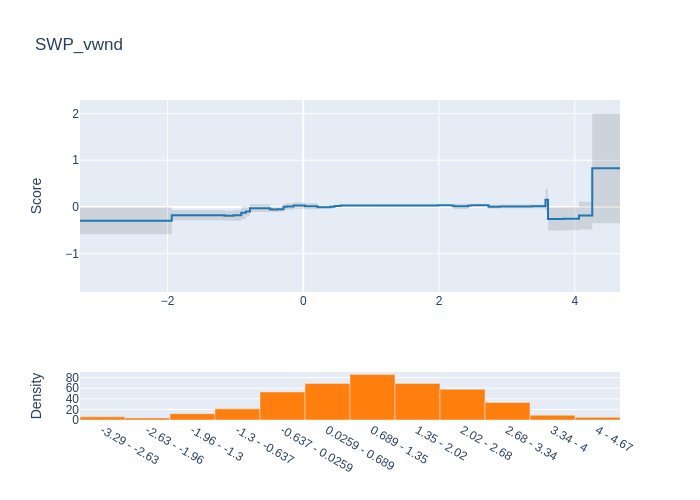 SWP_vwnd
Score
2
1
0
−1
−2
0
2
4
Density
80
60
40
20
0
-3.29 - -2.63
-2.63 - -1.96
-1.96 - -1.3
-1.3 - -0.637
-0.637 - 0.0259
0.0259 - 0.689
0.689 - 1.35
1.35 - 2.02
2.02 - 2.68
2.68 - 3.34
3.34 - 4
4 - 4.67